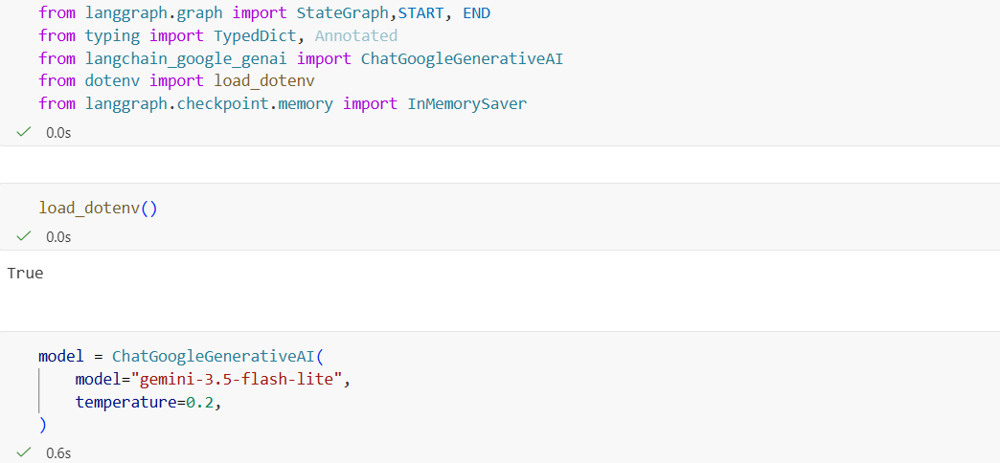 from langgraph.graph import StateGraph,START, END
from typing import TypedDict, Annotated
from langchain_google_genai import ChatGoogleGenerativeAI
from dotenv import load_dotenv
from langgraph.checkpoint.memory import InMemorySaver
✓ 0.0s
load_dotenv()
✓ 0.0s
True
model = ChatGoogleGenerativeAI(
    model="gemini-3.5-flash-lite",
    temperature=0.2,
)
✓ 0.6s